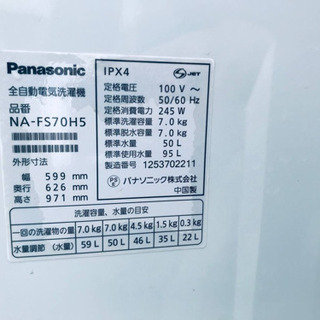 Panasonic
全自動電気洗濯機
品番
NA-FS70H5
外形寸法
幅 599 mm
奥行 626 mm
高さ 971 mm
IPX4
JET
定格電圧 100 V ～
定格周波数 50/60 Hz
定格消費電力 245 W
標準洗濯容量 7.0 kg
標準脱水容量 7.0 kg
標準水量 50 L
標準使用水量 95 L
製造番号 1253702211
PSE パナソニック株式会社
中国製
洗濯容量、水量の目安
一回の洗濯物の量 7.0 kg 7.0 kg 4.5 kg 1.5 kg 0.3 kg
水量調節 (水量) 59 L 50 L 46 L 35 L 22 L